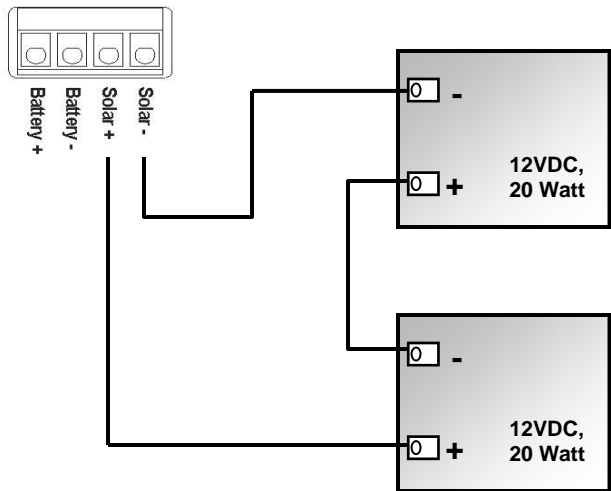 Battery +
Battery -
Solar +
Solar -
-
+
12VDC,
20 Watt
-
+
12VDC,
20 Watt